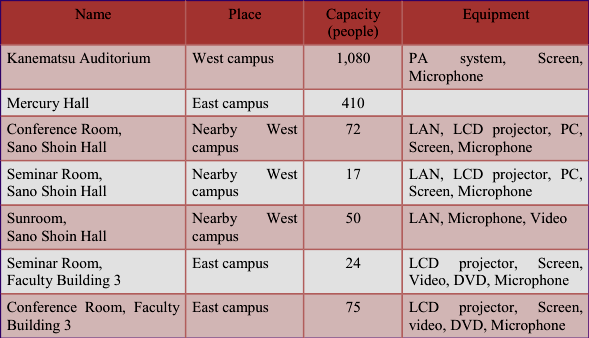 Name Place Capacity (people) Equipment
Kanematsu Auditorium West campus 1,080 PA system, Screen,
Microphone
Mercury Hall East campus 410
Conference Room, Nearby West 72 LAN, LCD projector, PC,
Sano Shoin Hall campus Screen, Microphone
Seminar Room, Nearby West 17 LAN, LCD projector, PC,
Sano Shoin Hall campus Screen, Microphone
Sunroom, Nearby West 50 LAN, Microphone, Video
Sano Shoin Hall campus
Seminar Room, East campus 24 LCD projector, Screen,
Faculty Building 3 Video, DVD, Microphone
Conference Room, Faculty East campus 75 LCD projector, Screen,
Building 3 video, DVD, Microphone